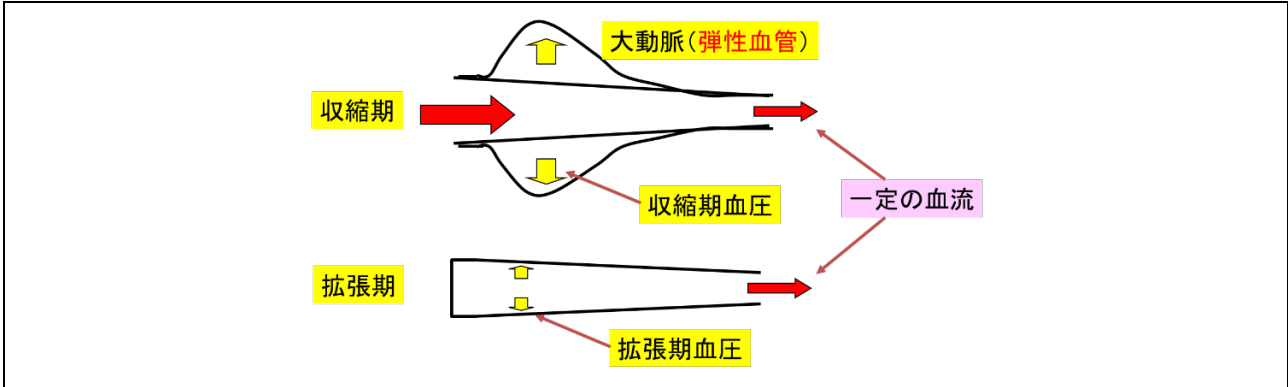 大動脈(弾性血管)
収縮期
収縮期血圧
一定の血流
拡張期
拡張期血圧